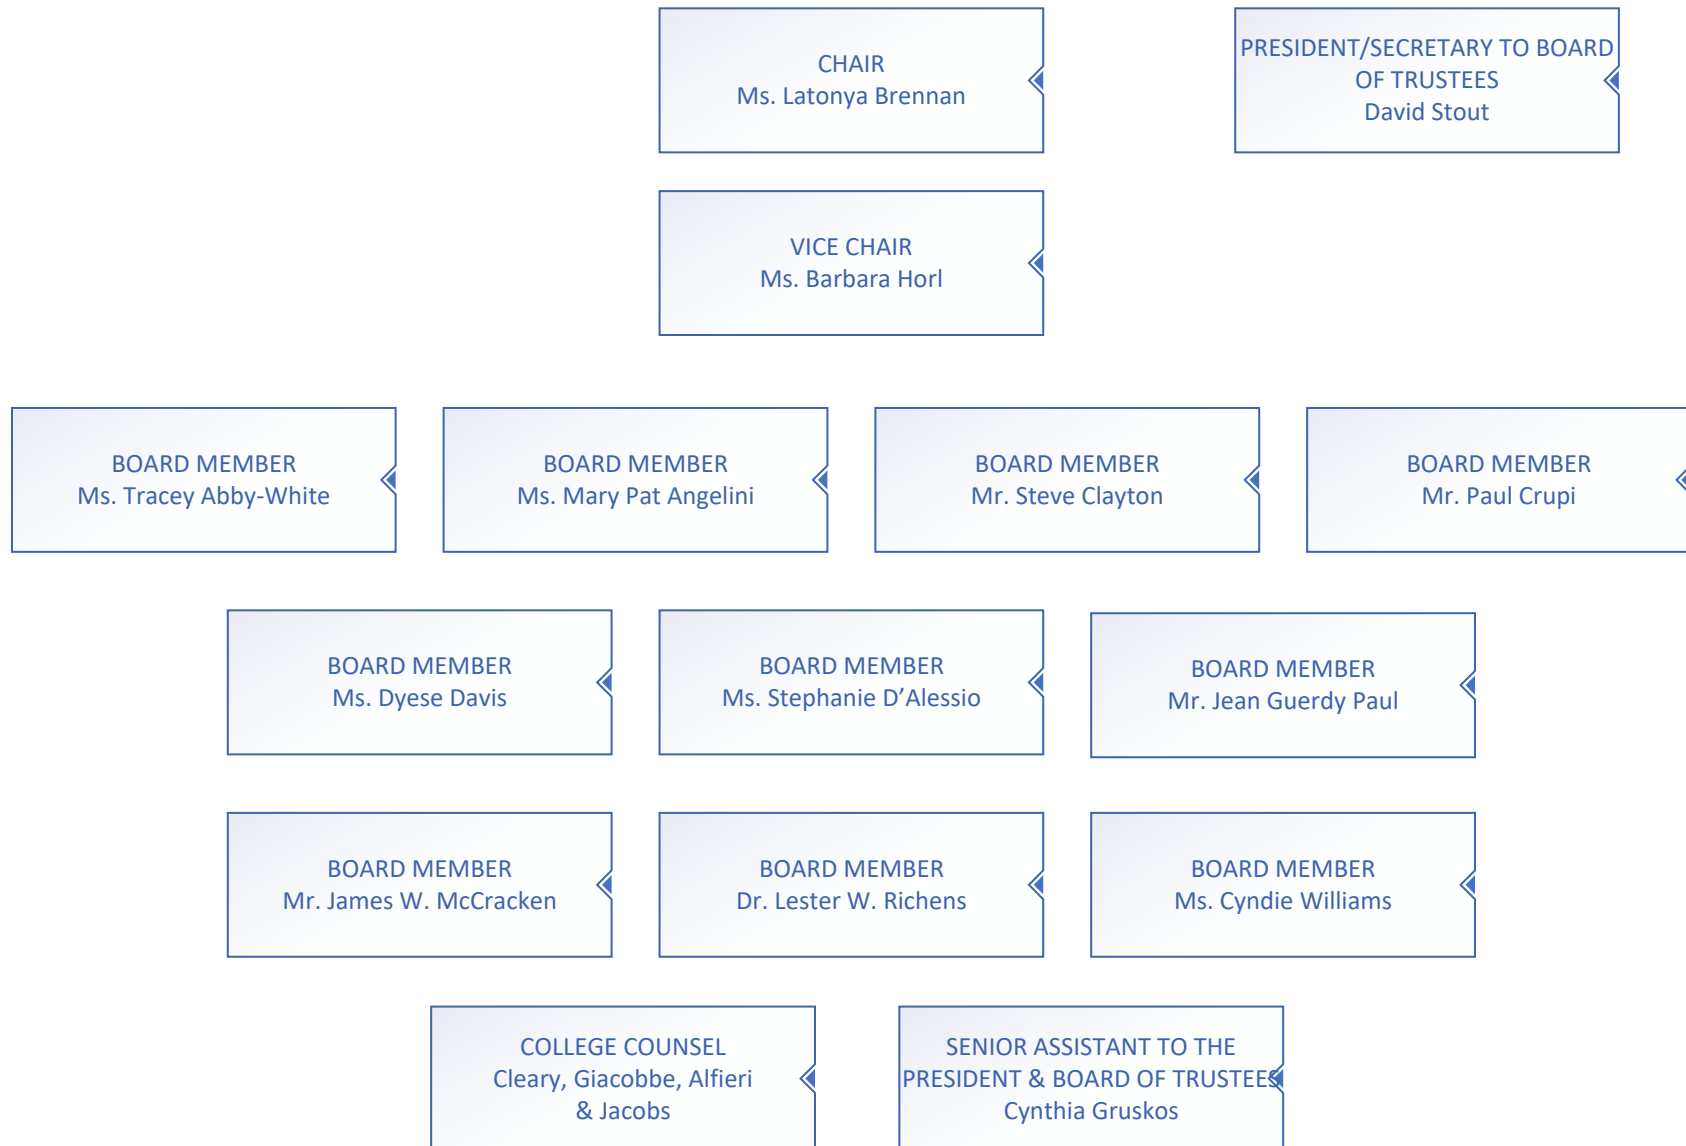 CHAIR
Ms. Latonya Brennan
PRESIDENT/SECRETARY TO BOARD
OF TRUSTEES
David Stout
VICE CHAIR
Ms. Barbara Horl
BOARD MEMBER
Ms. Tracey Abby-White
BOARD MEMBER
Ms. Mary Pat Angelini
BOARD MEMBER
Mr. Steve Clayton
BOARD MEMBER
Mr. Paul Crupi
BOARD MEMBER
Ms. Dyese Davis
BOARD MEMBER
Ms. Stephanie D’Alessio
BOARD MEMBER
Mr. Jean Guerdy Paul
BOARD MEMBER
Mr. James W. McCracken
BOARD MEMBER
Dr. Lester W. Richens
BOARD MEMBER
Ms. Cyndie Williams
COLLEGE COUNSEL
Cleary, Giacobbe, Alfieri
& Jacobs
SENIOR ASSISTANT TO THE
PRESIDENT & BOARD OF TRUSTEES
Cynthia Gruskos